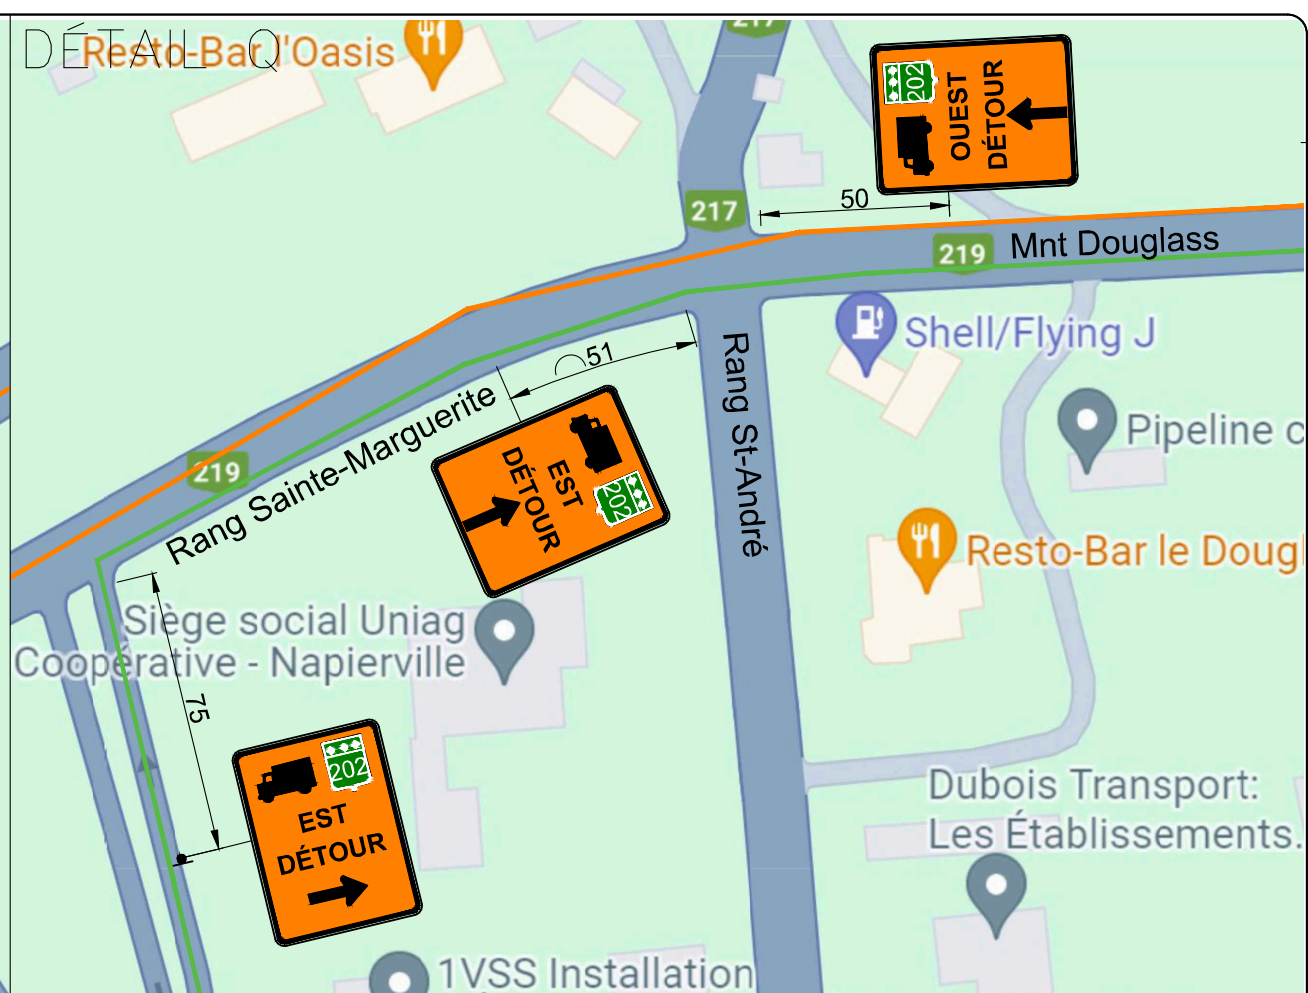 DÉTAIL Q
217
Resto-Bar l'Oasis
202
OUEST
DÉTOUR
217
50
219
Mnt Douglass
Shell/Flying J
51
Rang St-André
Rang Sainte-Marguerite
Pipeline c
219
202
EST
DÉTOUR
Resto-Bar le Dougl
Siège social Uniag
Coopérative - Napierville
75
202
EST
DÉTOUR
Dubois Transport:
Les Établissements.
1VSS Installation